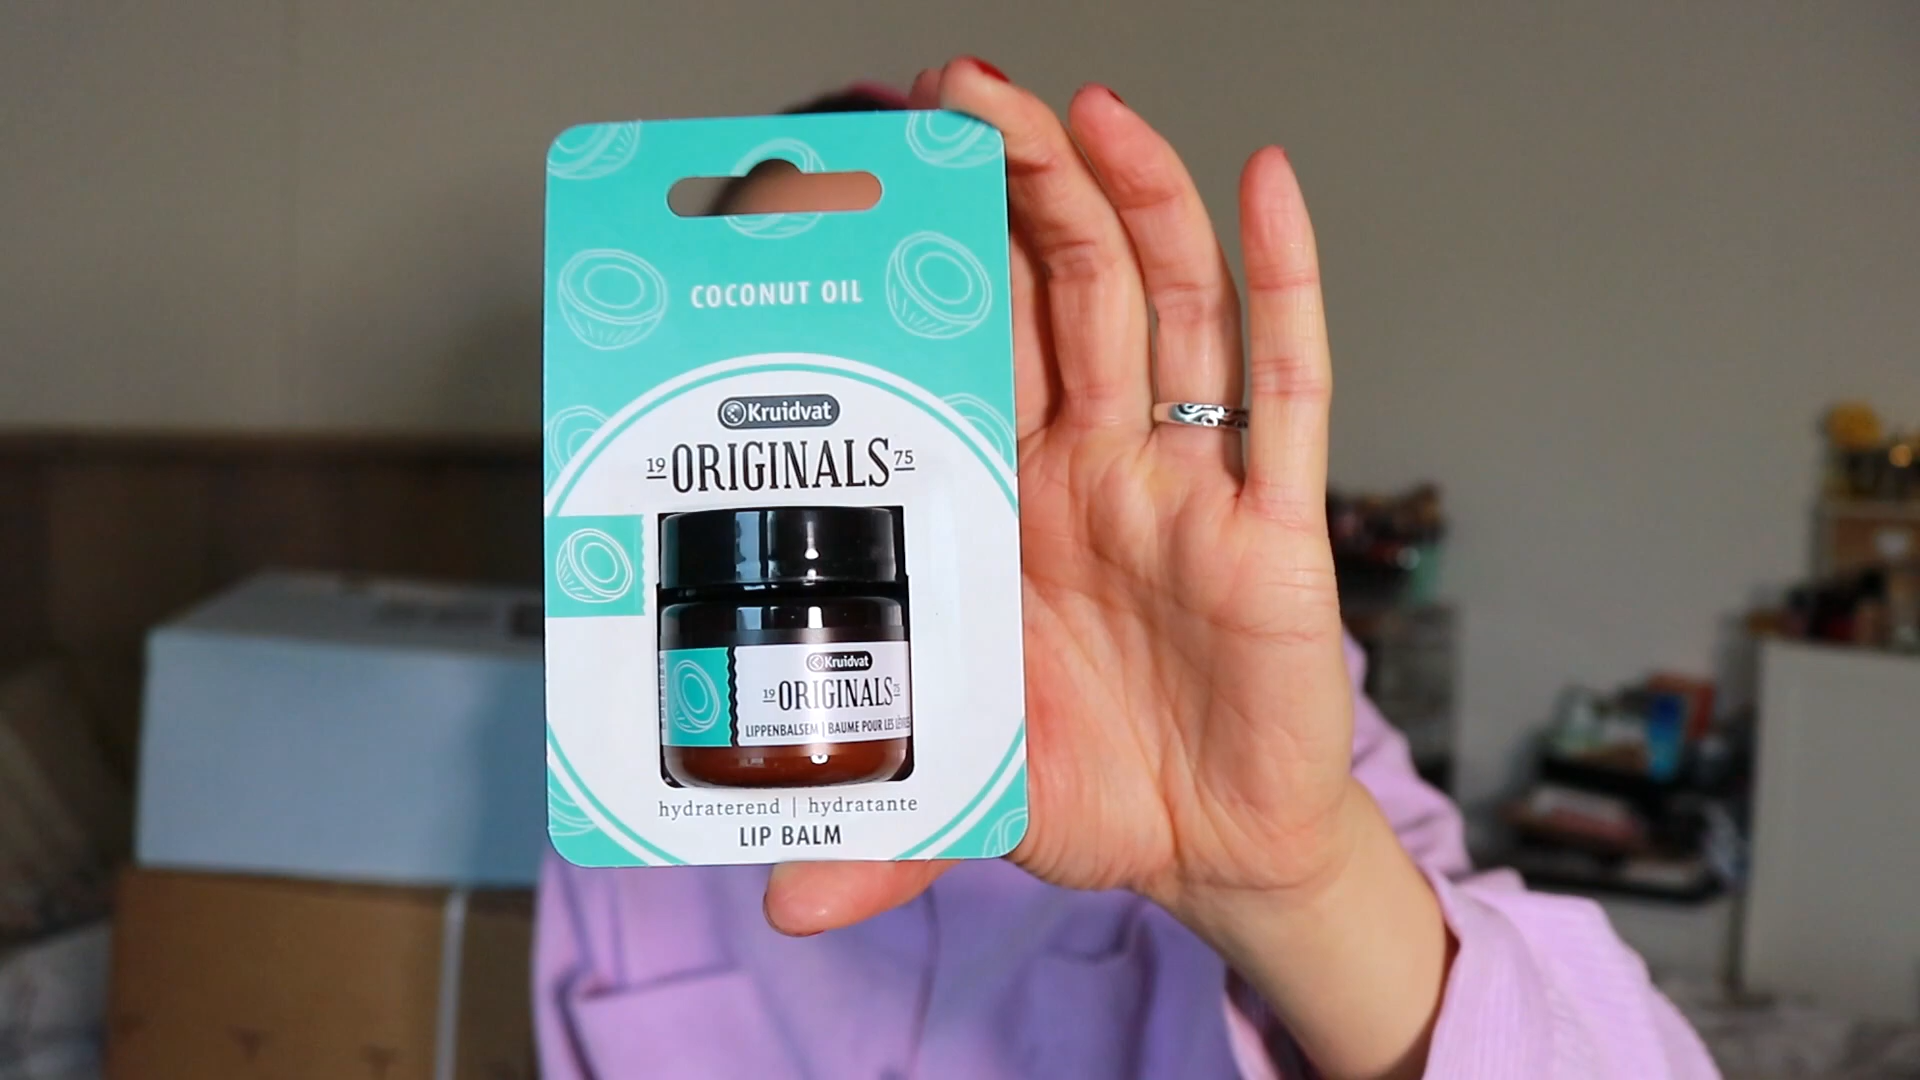 COCONUT OIL
Kruidvat
19 ORIGINALS 75
Kruidvat
19 ORIGINALS 75
LIPPENBALSEM | BAUME POUR LES LÈVRES
hydraterend | hydratante
LIP BALM